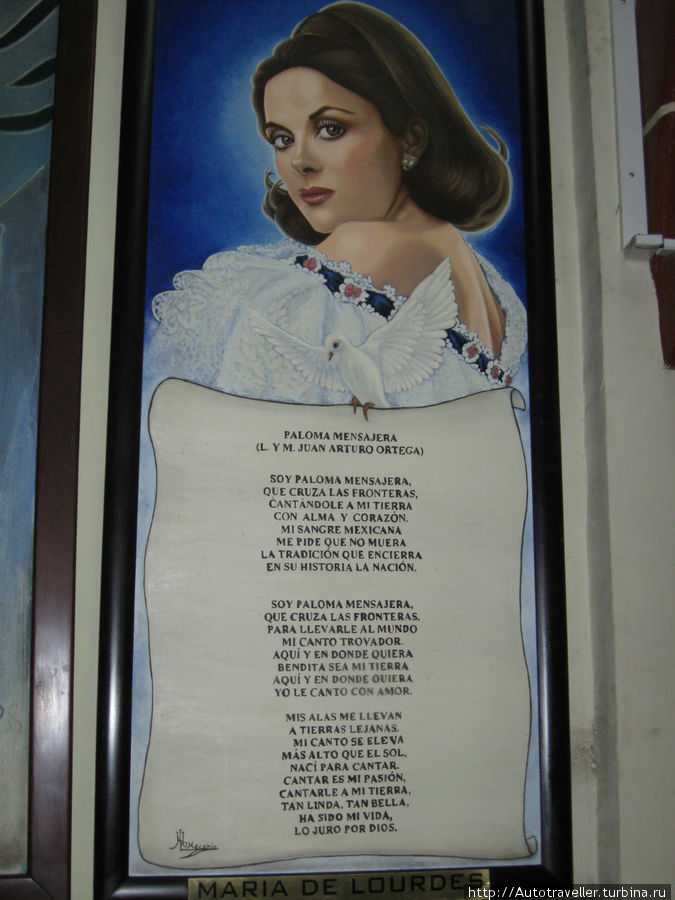 PALOMA MENSAJERA
(L. Y M. JUAN ARTURO ORTEGA)
SOY PALOMA MENSAJERA,
QUE CRUZA LAS FRONTERAS,
CANTÁNDOLE A MI TIERRA
CON ALMA Y CORAZÓN.
MI SANGRE MEXICANA
ME PIDE QUE NO MUERA
LA TRADICIÓN QUE ENCIERRA
EN SU HISTORIA LA NACIÓN.
SOY PALOMA MENSAJERA,
QUE CRUZA LAS FRONTERAS,
PARA LLEVARLE AL MUNDO
MI CANTO TROVADOR.
AQUÍ Y EN DONDE QUIERA
BENDITA SEA MI TIERRA
AQUÍ Y EN DONDE QUIERA
YO LE CANTO CON AMOR.
MIS ALAS ME LLEVAN
A TIERRAS LEJANAS.
MI CANTO SE ELEVA
MÁS ALTO QUE EL SOL.
NACÍ PARA CANTAR.
CANTAR ES MI PASIÓN,
CANTARLE A MI TIERRA,
TAN LINDA, TAN BELLA,
HA SIDO MI VIDA,
LO JURO POR DIOS.
MARIA DE LOURDES
http://Autotraveller.turbina.ru